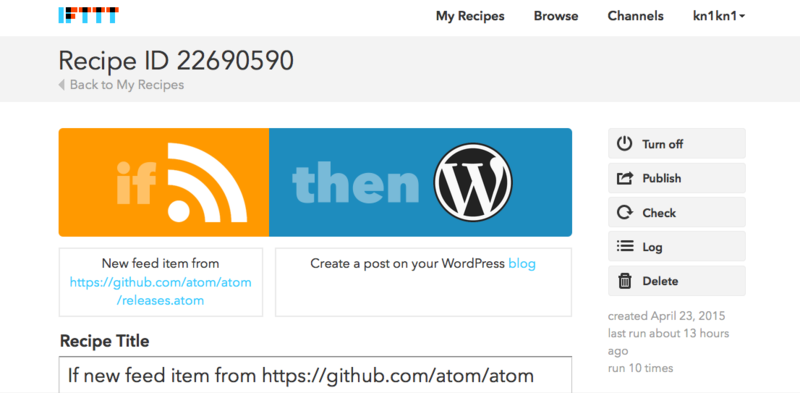 IFTTT
My Recipes Browse Channels kn1kn1
Recipe ID 22690590
Back to My Recipes
if then
Turn off
Publish
Check
Log
Delete
New feed item from
https://github.com/atom/atom
/releases.atom
Create a post on your WordPress blog
created April 23, 2015
last run about 13 hours
ago
run 10 times
Recipe Title
If new feed item from https://github.com/atom/atom